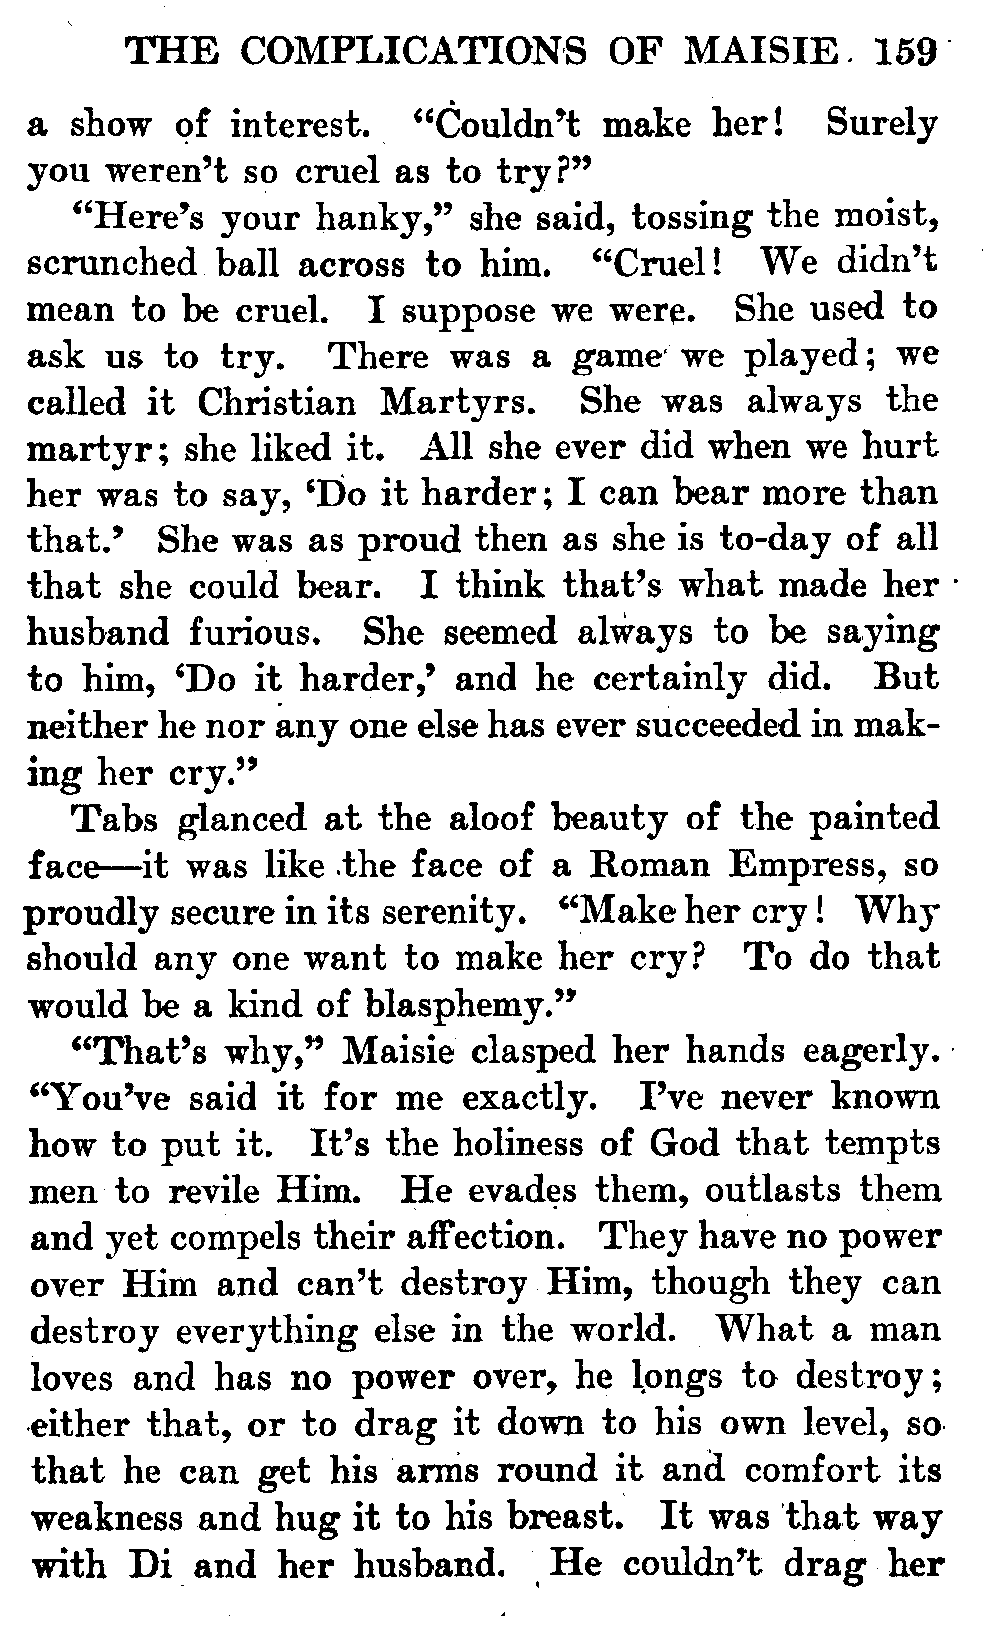 THE COMPLICATIONS OF MAISIE. 159
a show of interest. "Couldn't make her! Surely
you weren't so cruel as to try?"
"Here's your hanky," she said, tossing the moist,
scrunched ball across to him. "Cruel! We didn't
mean to be cruel. I suppose we were. She used to
ask us to try. There was a game we played; we
called it Christian Martyrs. She was always the
martyr; she liked it. All she ever did when we hurt
her was to say, 'Do it harder; I can bear more than
that.' She was as proud then as she is to-day of all
that she could bear. I think that's what made her
husband furious. She seemed always to be saying
to him, 'Do it harder,' and he certainly did. But
neither he nor any one else has ever succeeded in mak-
ing her cry."
Tabs glanced at the aloof beauty of the painted
face—it was like the face of a Roman Empress, so
proudly secure in its serenity. "Make her cry! Why
should any one want to make her cry? To do that
would be a kind of blasphemy."
"That's why," Maisie clasped her hands eagerly.
"You've said it for me exactly. I've never known
how to put it. It's the holiness of God that tempts
men to revile Him. He evades them, outlasts them
and yet compels their affection. They have no power
over Him and can't destroy Him, though they can
destroy everything else in the world. What a man
loves and has no power over, he longs to destroy;
either that, or to drag it down to his own level, so
that he can get his arms round it and comfort its
weakness and hug it to his breast. It was that way
with Di and her husband. He couldn't drag her